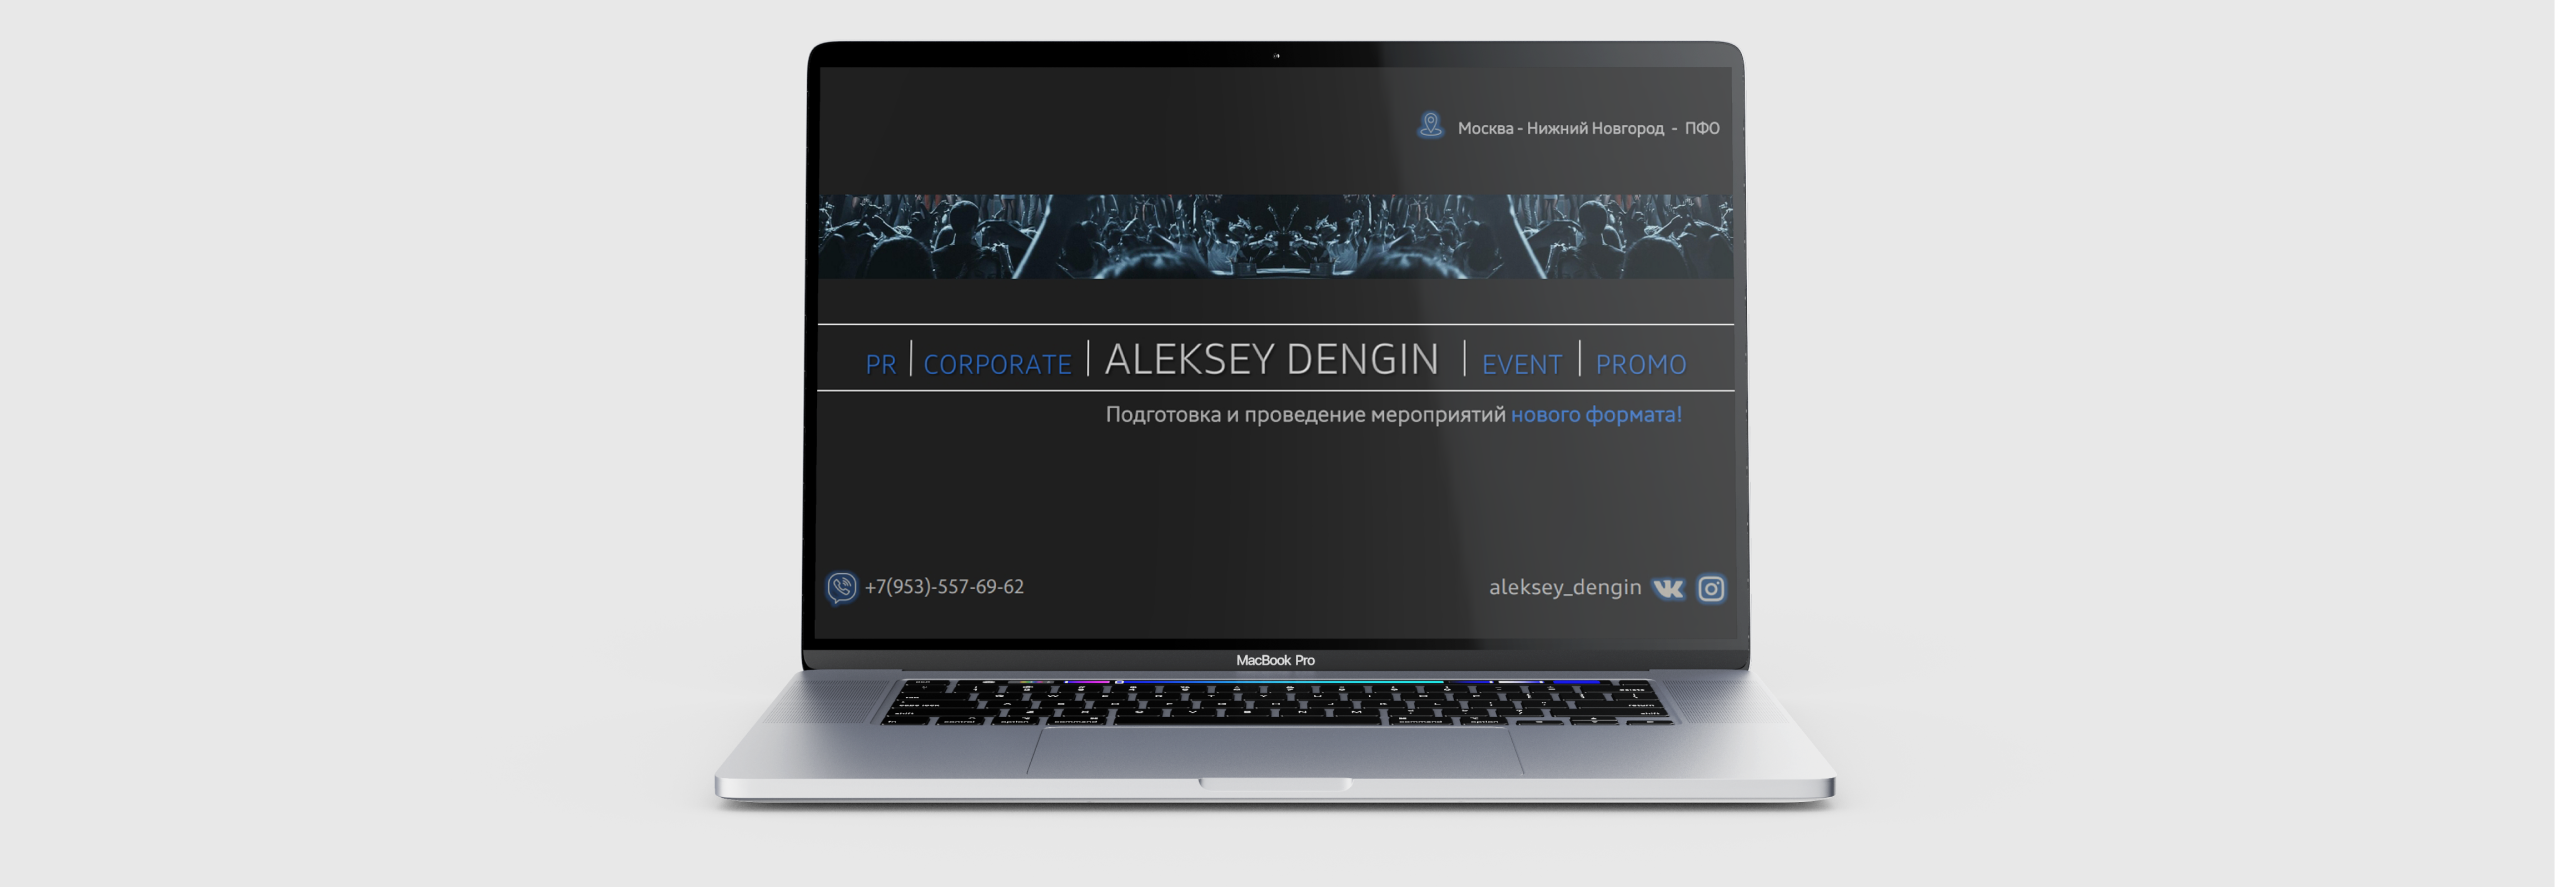 Москва - Нижний Новгород - ПФО
PR | CORPORATE | ALEKSEY DENGIN | EVENT | PROMO
Подготовка и проведение мероприятий нового формата!
+7(953)-557-69-62
aleksey_dengin
MacBook Pro